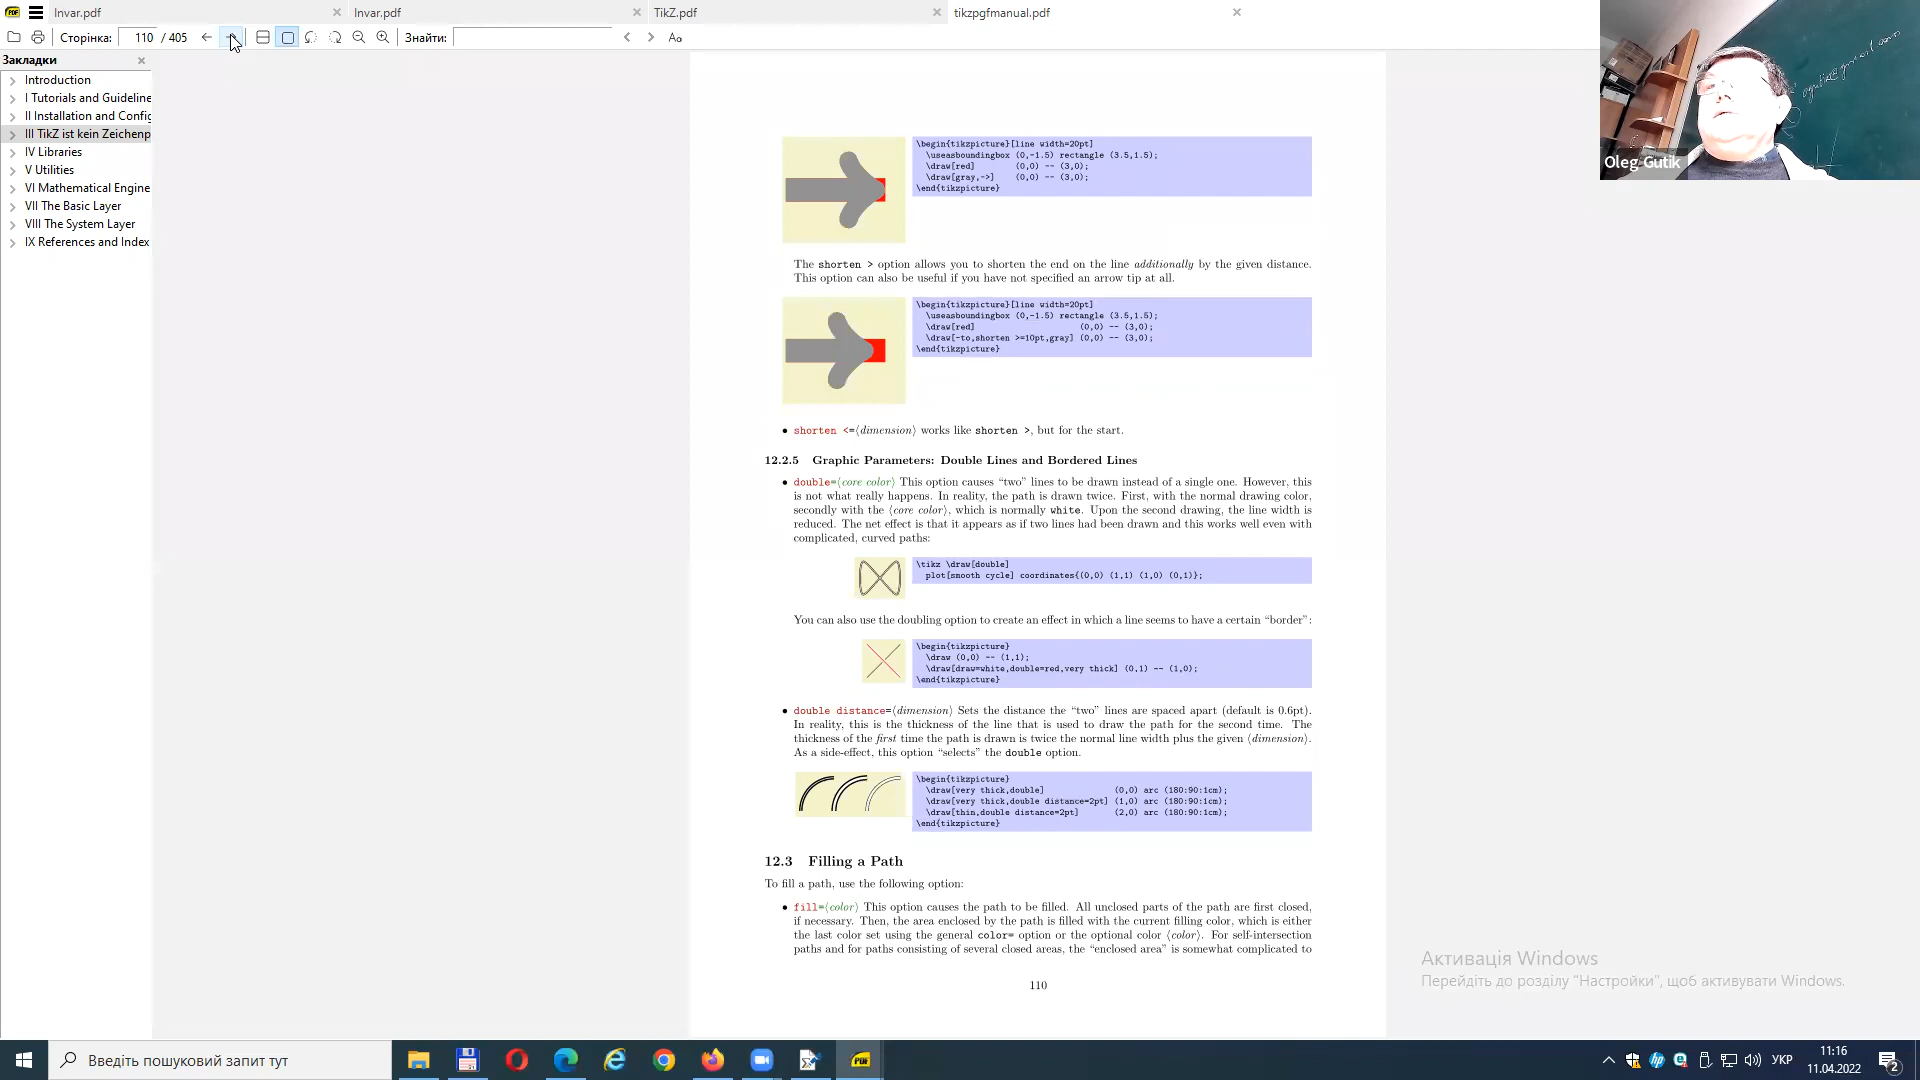 Invar.pdf
Invar.pdf
TikZ.pdf
tikzpgfmanual.pdf
Сторінка: 110 / 405
Знайти:
Aa
Закладки
Introduction
I Tutorials and Guideline
II Installation and Config
III TikZ ist kein Zeichenp
IV Libraries
V Utilities
VI Mathematical Engine
VII The Basic Layer
VIII The System Layer
IX References and Index
\begin{tikzpicture}[line width=20pt]
\useasboundingbox (0,-1.5) rectangle (3.5,1.5);
\draw[red] (0,0) -- (3,0);
\draw[gray,->] (0,0) -- (3,0);
\end{tikzpicture}
The shorten > option allows you to shorten the end on the line additionally by the given distance.
This option can also be useful if you have not specified an arrow tip at all.
\begin{tikzpicture}[line width=20pt]
\useasboundingbox (0,-1.5) rectangle (3.5,1.5);
\draw[red] (0,0) -- (3,0);
\draw[-to,shorten >=10pt,gray] (0,0) -- (3,0);
\end{tikzpicture}
• shorten <=⟨dimension⟩ works like shorten >, but for the start.
12.2.5 Graphic Parameters: Double Lines and Bordered Lines
• double=⟨core color⟩ This option causes “two” lines to be drawn instead of a single one. However, this
is not what really happens. In reality, the path is drawn twice. First, with the normal drawing color,
secondly with the ⟨core color⟩, which is normally white. Upon the second drawing, the line width is
reduced. The net effect is that it appears as if two lines had been drawn and this works well even with
complicated, curved paths:
\tikz \draw[double]
plot[smooth cycle] coordinates{(0,0) (1,1) (1,0) (0,1)};
You can also use the doubling option to create an effect in which a line seems to have a certain “border”:
\begin{tikzpicture}
\draw (0,0) -- (1,1);
\draw[draw=white,double=red,very thick] (0,1) -- (1,0);
\end{tikzpicture}
• double distance=⟨dimension⟩ Sets the distance the “two” lines are spaced apart (default is 0.6pt).
In reality, this is the thickness of the line that is used to draw the path for the second time. The
thickness of the first time the path is drawn is twice the normal line width plus the given ⟨dimension⟩.
As a side-effect, this option “selects” the double option.
\begin{tikzpicture}
\draw[very thick,double] (0,0) arc (180:90:1cm);
\draw[very thick,double distance=2pt] (1,0) arc (180:90:1cm);
\draw[thin,double distance=2pt] (2,0) arc (180:90:1cm);
\end{tikzpicture}
12.3 Filling a Path
To fill a path, use the following option:
• fill=⟨color⟩ This option causes the path to be filled. All unclosed parts of the path are first closed,
if necessary. Then, the area enclosed by the path is filled with the current filling color, which is either
the last color set using the general color= option or the optional color ⟨color⟩. For self-intersection
paths and for paths consisting of several closed areas, the “enclosed area” is somewhat complicated to
110
Oleg Gutik
Активація Windows
Перейдіть до розділу "Настройки", щоб активувати Windows.
Введіть пошуковий запит тут
УКР
11:16
11.04.2022
2